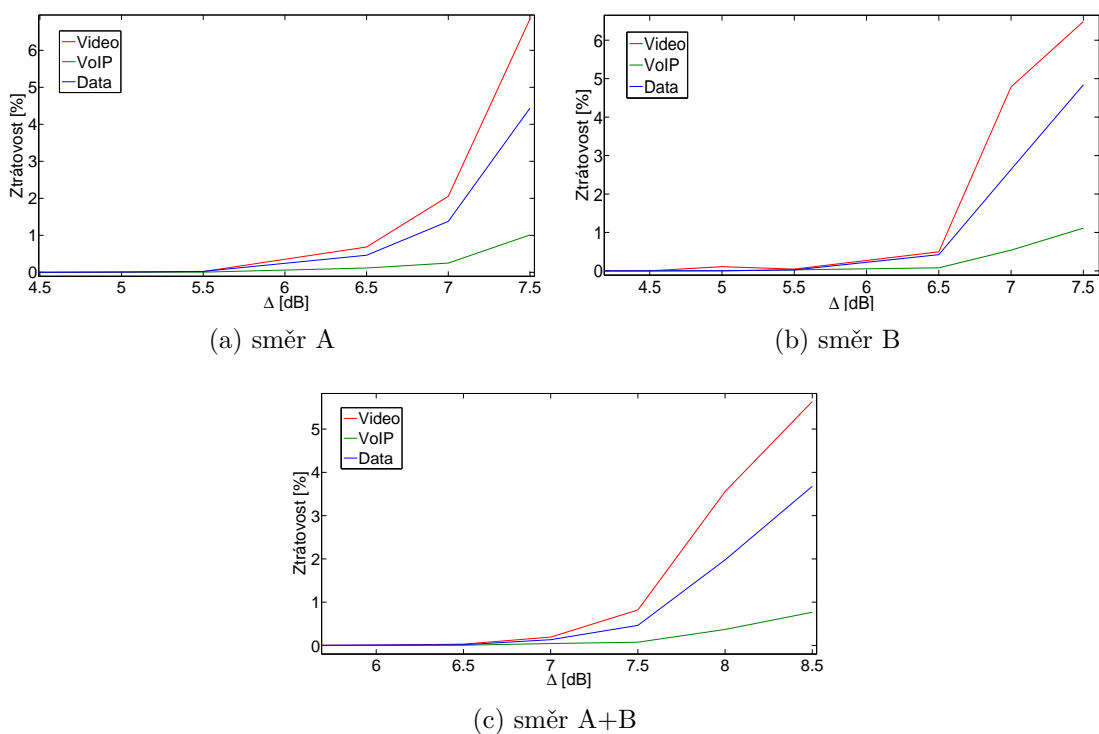 Ztrátovost [%]
6
5
4
3
2
1
0
Video
VoIP
Data
4.5 5 5.5 6 6.5 7 7.5
Δ [dB]
(a) směr A
Ztrátovost [%]
6
5
4
3
2
1
0
Video
VoIP
Data
4.5 5 5.5 6 6.5 7 7.5
Δ [dB]
(b) směr B
Ztrátovost [%]
5
4
3
2
1
0
Video
VoIP
Data
6 6.5 7 7.5 8 8.5
Δ [dB]
(c) směr A+B